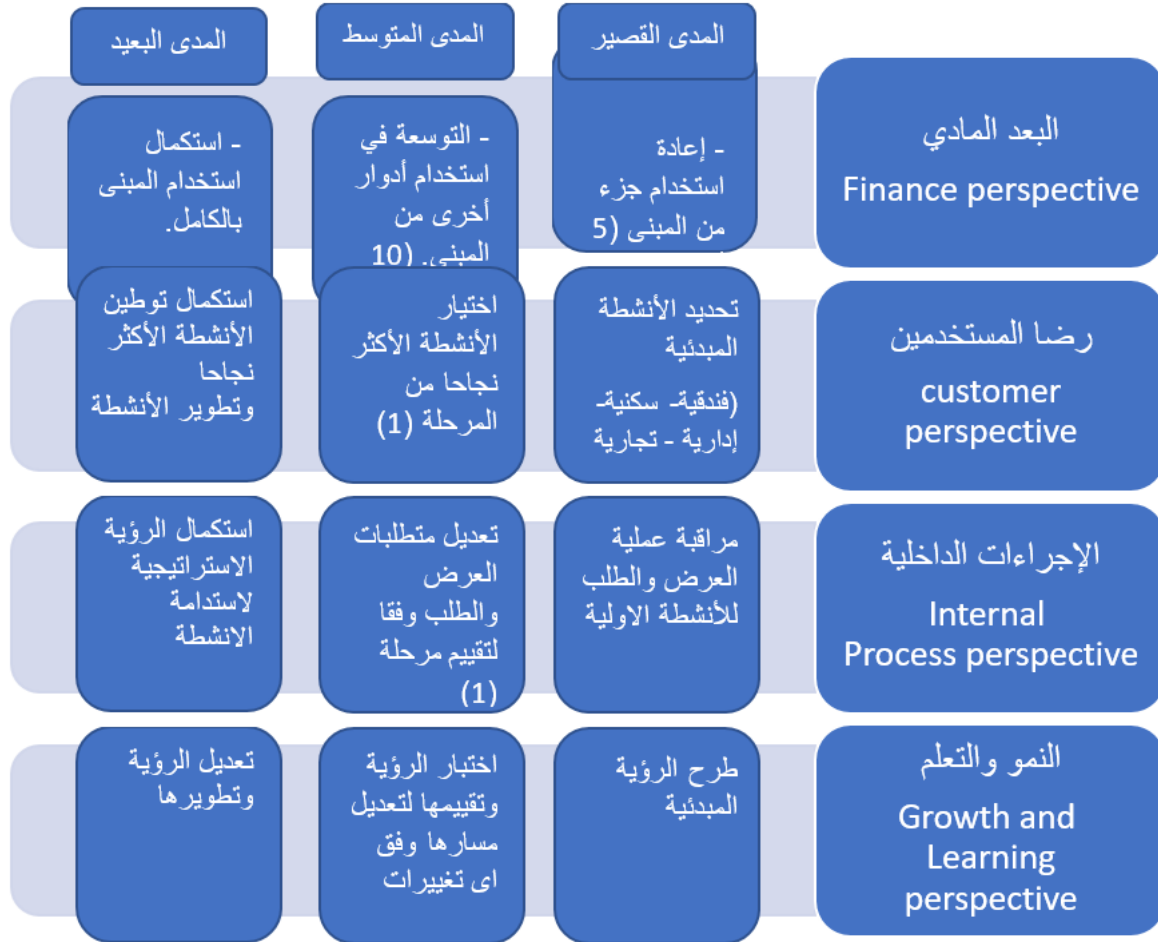 المدى القصير
المدى المتوسط
المدى البعيد
البعد المادي
Finance perspective
- إعادة
استخدام جزء
من المبنى (5
- التوسعة في
استخدام أدوار
أخرى من
المبنى. (10
- استكمال
استخدام المبنى
بالكامل.
رضا المستخدمين
customer
perspective
تحديد الأنشطة
المبدئية
(فندقية- سكنية-
إدارية - تجارية
اختيار
الأنشطة الأكثر
نجاحا من
المرحلة (1)
استكمال توطين
الأنشطة الأكثر
نجاحا
وتطوير الأنشطة
الإجراءات الداخلية
Internal
Process perspective
مراقبة عملية
العرض والطلب
للأنشطة الاولية
تعديل متطلبات
العرض
والطلب وفقا
لتقييم مرحلة
(1)
استكمال الرؤية
الاستراتيجية
لاستدامة
الانشطة
النمو والتعلم
Growth and
Learning
perspective
طرح الرؤية
المبدئية
اختبار الرؤية
وتقييمها لتعديل
مسارها وفق
اى تغييرات
تعديل الرؤية
وتطويرها